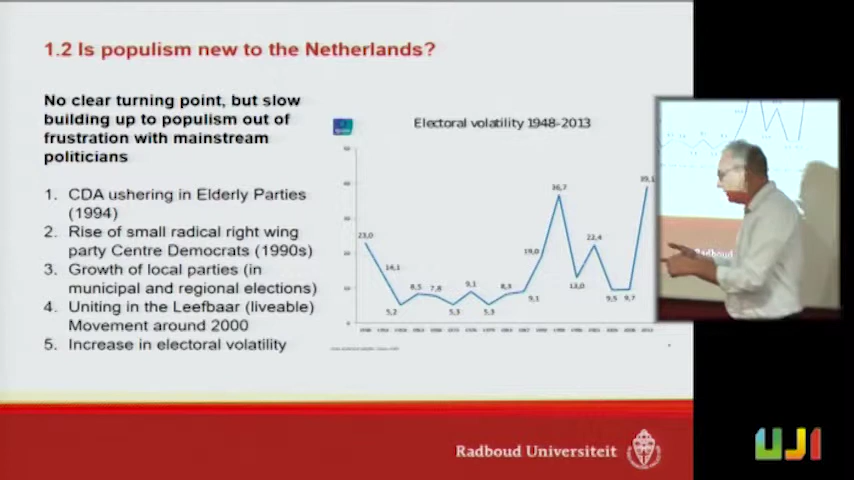 1.2 Is populism new to the Netherlands?
No clear turning point, but slow
building up to populism out of
frustration with mainstream
politicians
1. CDA ushering in Elderly Parties
(1994)
2. Rise of small radical right wing
party Centre Democrats (1990s)
3. Growth of local parties (in
municipal and regional elections)
4. Uniting in the Leefbaar (liveable)
Movement around 2000
5. Increase in electoral volatility
Electoral volatility 1948-2013
23,0
14,1
5,2
8,5
7,8
5,3
9,1
5,3
8,3
9,1
19,0
36,7
13,0
22,4
9,5
9,7
39,1
Radboud
Radboud Universiteit
UJI